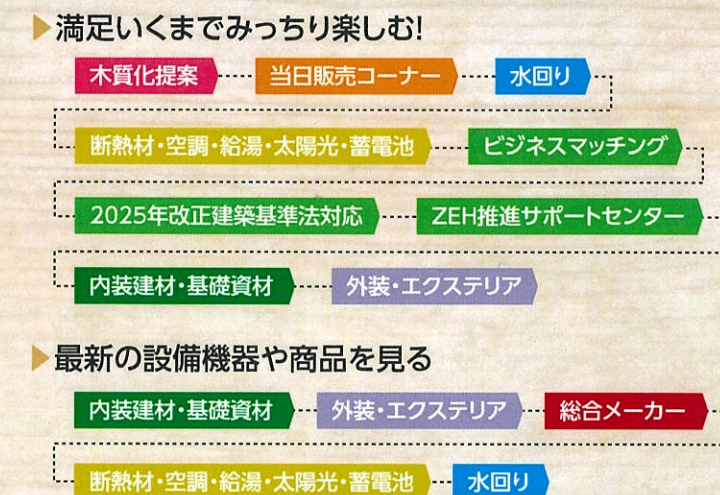 満足いくまでみっちり楽しむ!
木質化提案 当日販売コーナー 水回り
断熱材・空調・給湯・太陽光・蓄電池 ビジネスマッチング
2025年改正建築基準法対応 ZEH推進サポートセンター
内装建材・基礎資材 外装・エクステリア
最新の設備機器や商品を見る
内装建材・基礎資材 外装・エクステリア 総合メーカー
断熱材・空調・給湯・太陽光・蓄電池 水回り